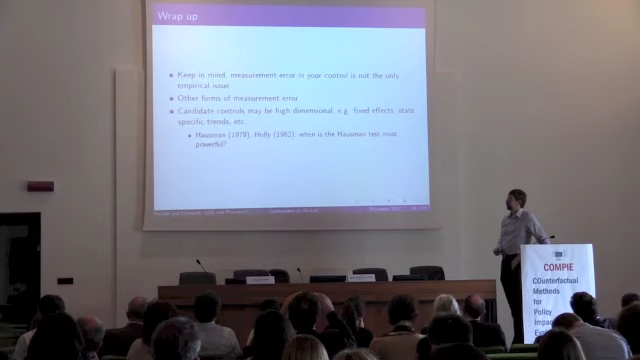 Wrap up
Keep in mind, measurement error in your control is not the only
empirical issue
Other forms of measurement error
Candidate controls may be high dimensional, e.g. fixed effects, state
specific trends, etc.
Hausman (1978), Holly (1982): when is the Hausman test most
powerful?
COMPIE
COunterfactual
Methods
for
Policy
Impact